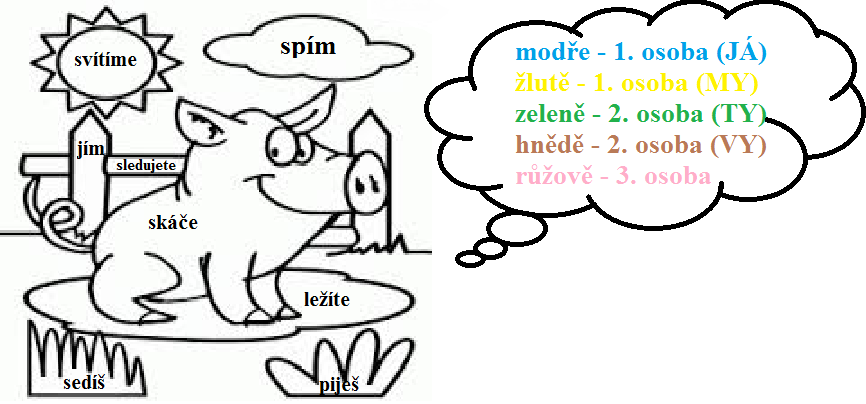 svítíme
spím
jím
sledujete
skáče
ležíte
sedíš
piješ
modře - 1. osoba (JÁ)
žlutě - 1. osoba (MY)
zeleně - 2. osoba (TY)
hnědě - 2. osoba (VY)
růžově - 3. osoba